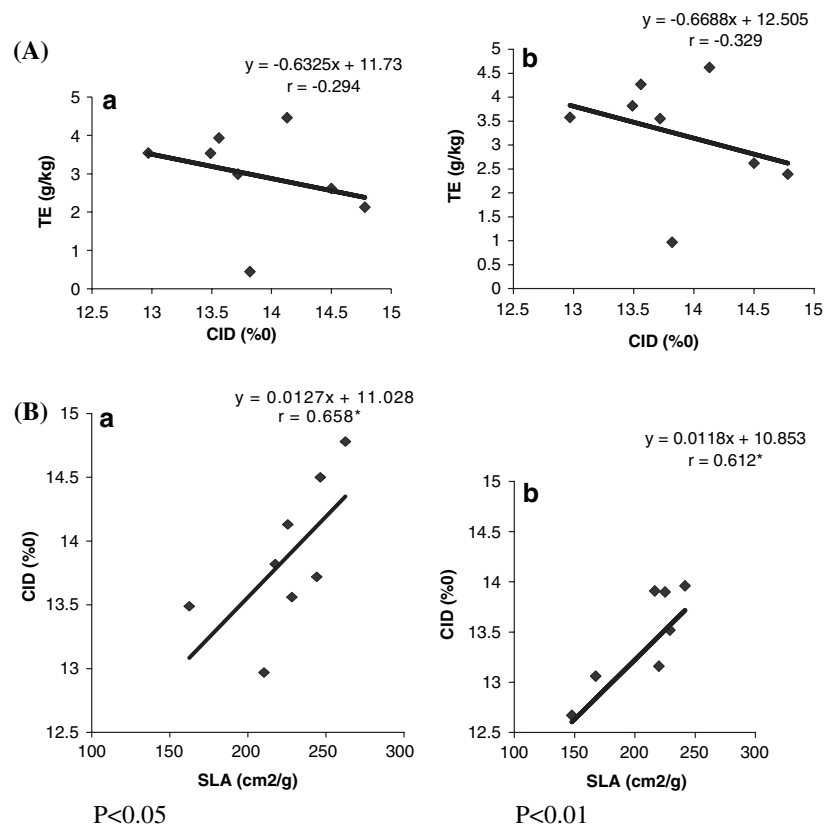 (A)
y = -0.6325x + 11.73
r = -0.294
a
5
4
3
2
1
0
TE (g/kg)
12.5 13 13.5 14 14.5 15
CID (%0)
y = -0.6688x + 12.505
r = -0.329
b
5
4.5
4
3.5
3
2.5
2
1.5
1
0.5
0
TE (g/kg)
12.5 13 13.5 14 14.5 15
CID (%0)
(B)
y = 0.0127x + 11.028
r = 0.658*
a
15
14.5
14
13.5
13
12.5
CID (%0)
100 150 200 250 300
SLA (cm2/g)
P<0.05
y = 0.0118x + 10.853
r = 0.612*
b
15
14.5
14
13.5
13
12.5
CID (%0)
100 150 200 250 300
SLA (cm2/g)
P<0.01